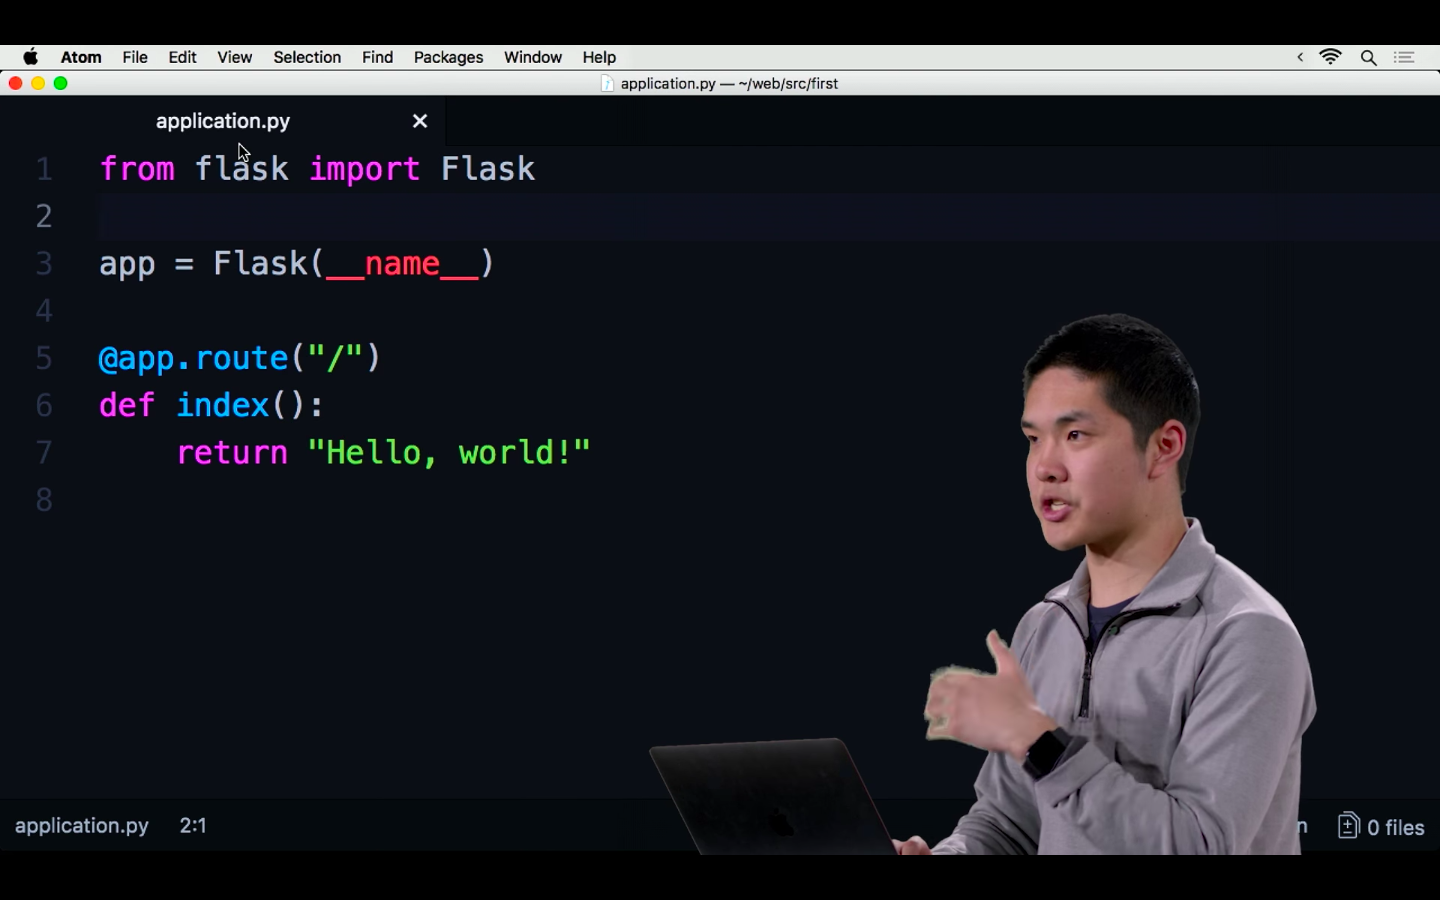 Atom File Edit View Selection Find Packages Window Help
application.py — ~/web/src/first
application.py
1 from flask import Flask
2
3 app = Flask(__name__)
4
5 @app.route("/")
6 def index():
7     return "Hello, world!"
8
application.py 2:1 n 0 files